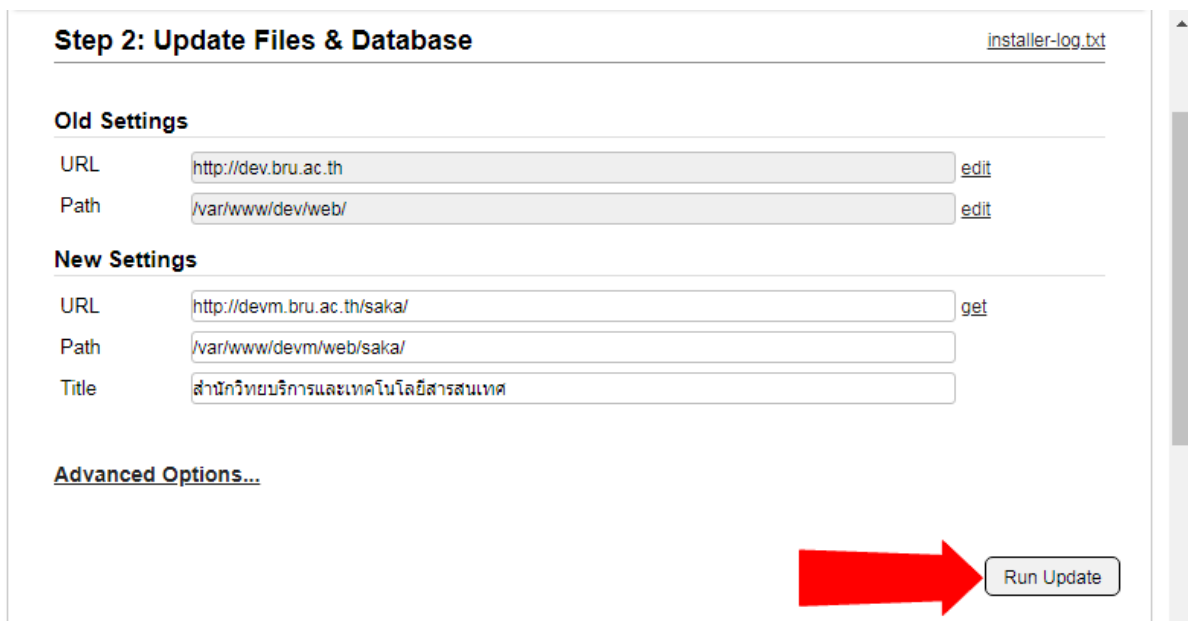 Step 2: Update Files & Database installer-log.txt
Old Settings
URL http://dev.bru.ac.th edit
Path /var/www/dev/web/ edit
New Settings
URL http://devm.bru.ac.th/saka/ get
Path /var/www/devm/web/saka/
Title สำนักวิทยบริการและเทคโนโลยีสารสนเทศ
Advanced Options...
Run Update